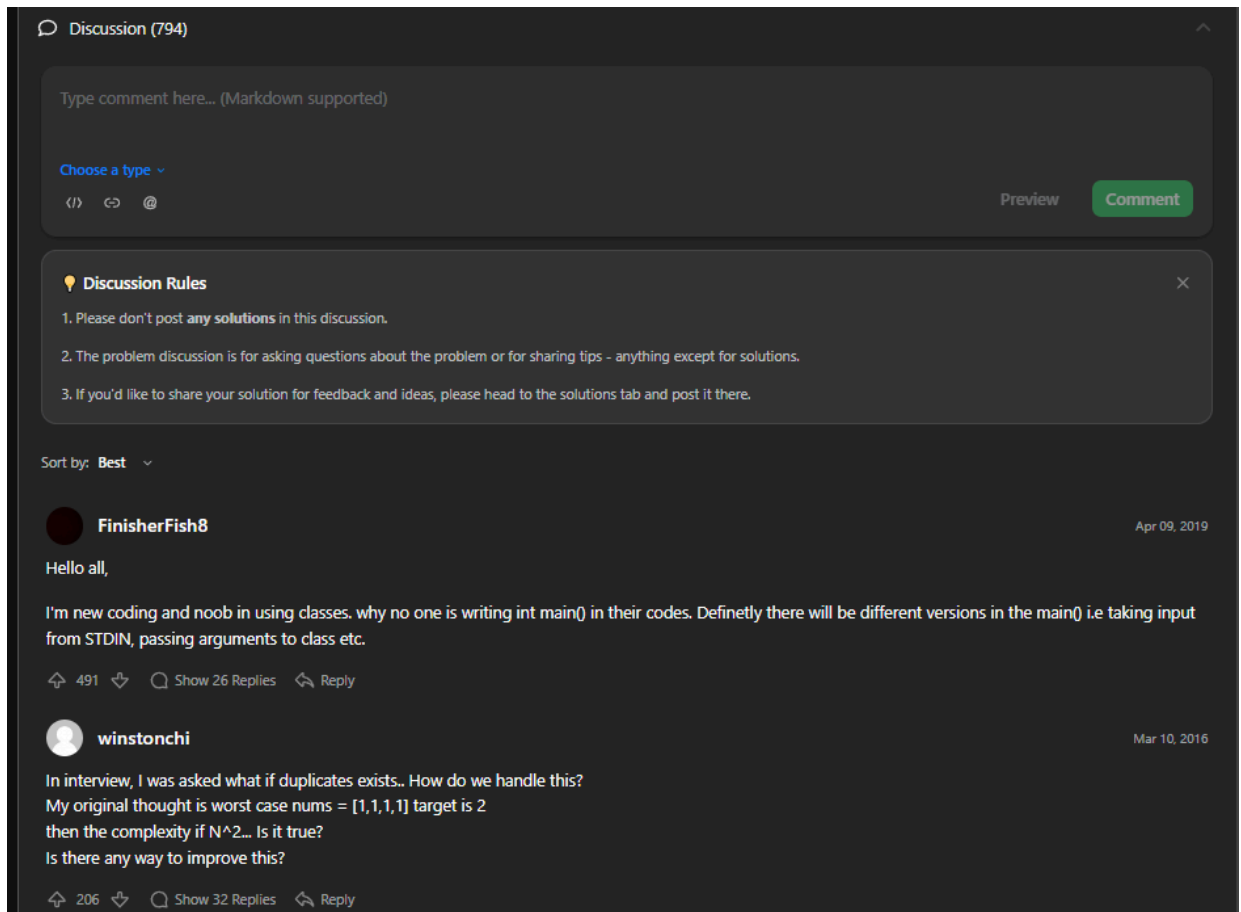 Discussion (794)
Type comment here... (Markdown supported)
Choose a type
</> @
Preview Comment
Discussion Rules
1. Please don't post any solutions in this discussion.
2. The problem discussion is for asking questions about the problem or for sharing tips - anything except for solutions.
3. If you'd like to share your solution for feedback and ideas, please head to the solutions tab and post it there.
Sort by: Best
FinisherFish8 Apr 09, 2019
Hello all,
I'm new coding and noob in using classes. why no one is writing int main() in their codes. Definetly there will be different versions in the main() i.e taking input
from STDIN, passing arguments to class etc.
491 Show 26 Replies Reply
winstonchi Mar 10, 2016
In interview, I was asked what if duplicates exists.. How do we handle this?
My original thought is worst case nums = [1,1,1,1] target is 2
then the complexity if N^2... Is it true?
Is there any way to improve this?
206 Show 32 Replies Reply